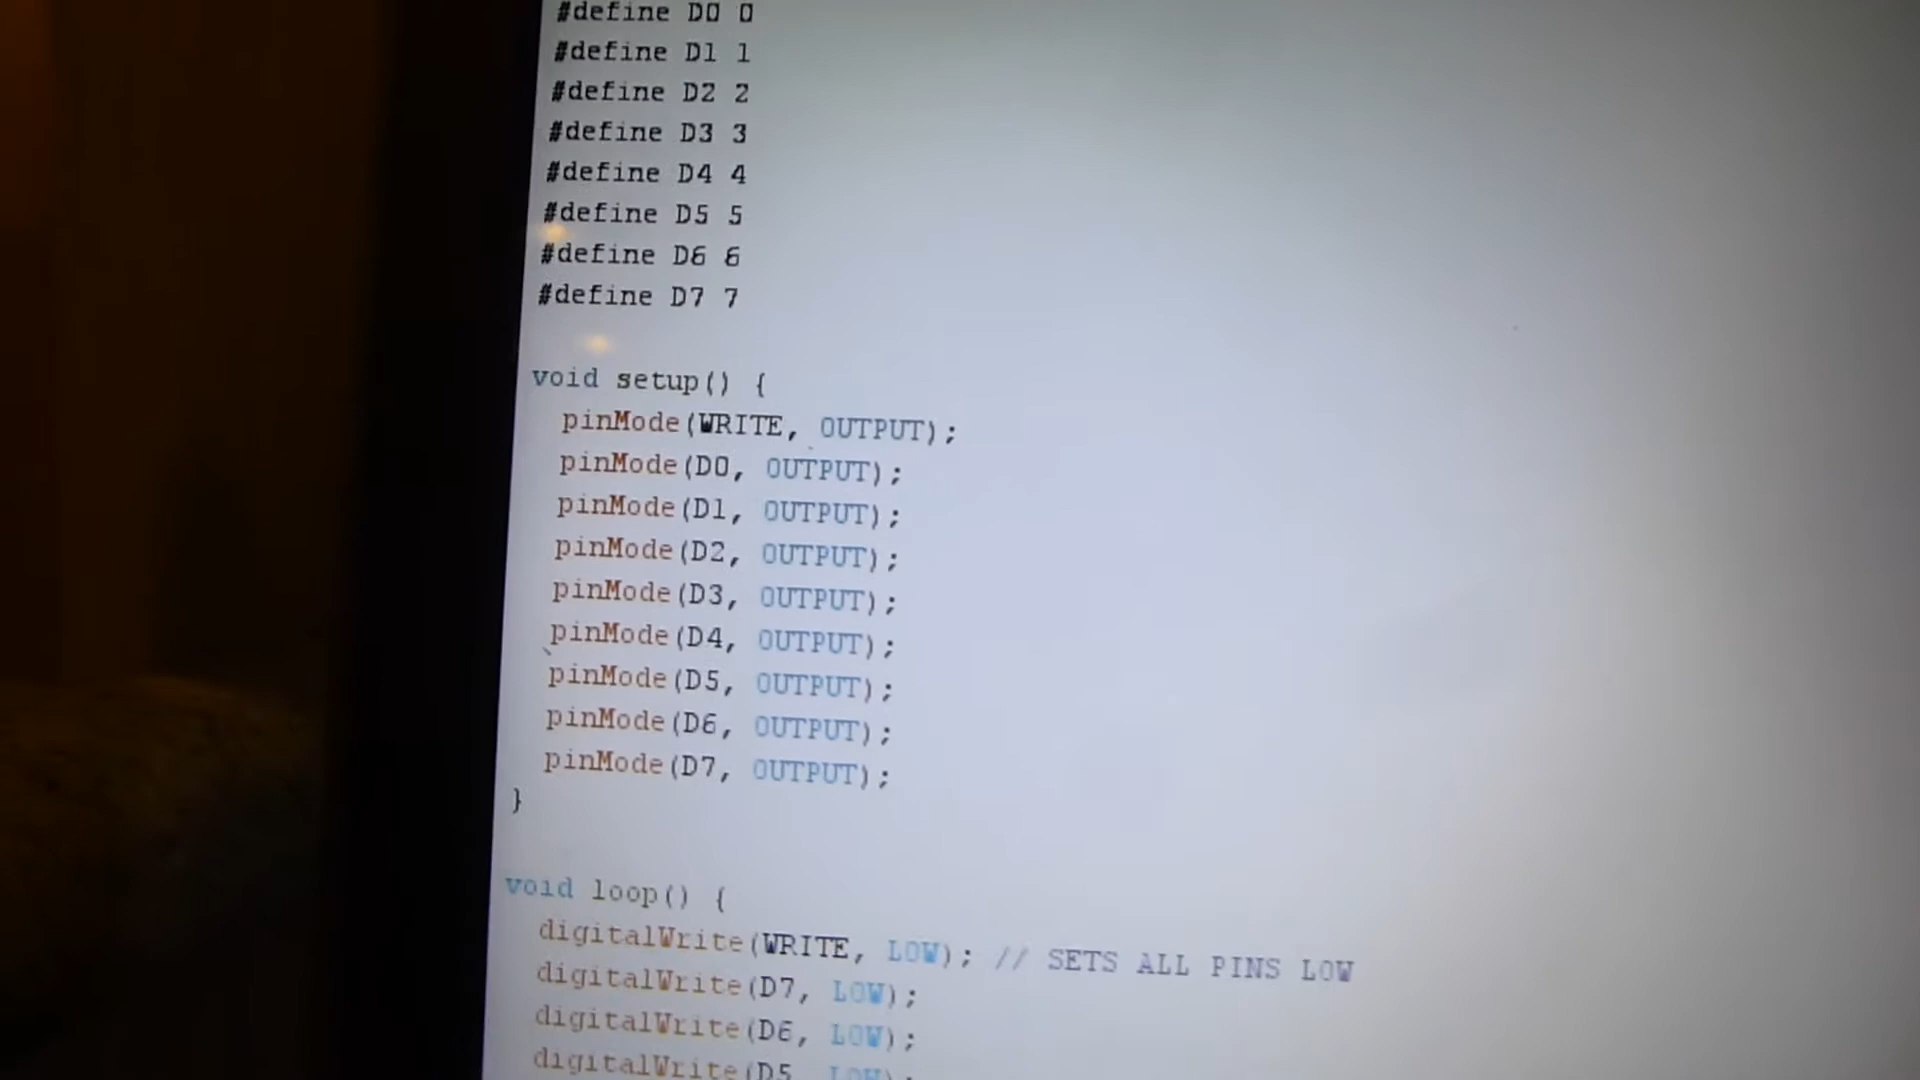 #define D0 0
#define D1 1
#define D2 2
#define D3 3
#define D4 4
#define D5 5
#define D6 6
#define D7 7
void setup() {
pinMode(WRITE, OUTPUT);
pinMode(D0, OUTPUT);
pinMode(D1, OUTPUT);
pinMode(D2, OUTPUT);
pinMode(D3, OUTPUT);
pinMode(D4, OUTPUT);
pinMode(D5, OUTPUT);
pinMode(D6, OUTPUT);
pinMode(D7, OUTPUT);
}
void loop() {
digitalWrite(WRITE, LOW); // SETS ALL PINS LOW
digitalWrite(D7, LOW);
digitalWrite(D6, LOW);
digitalWrite(D5, LOW);